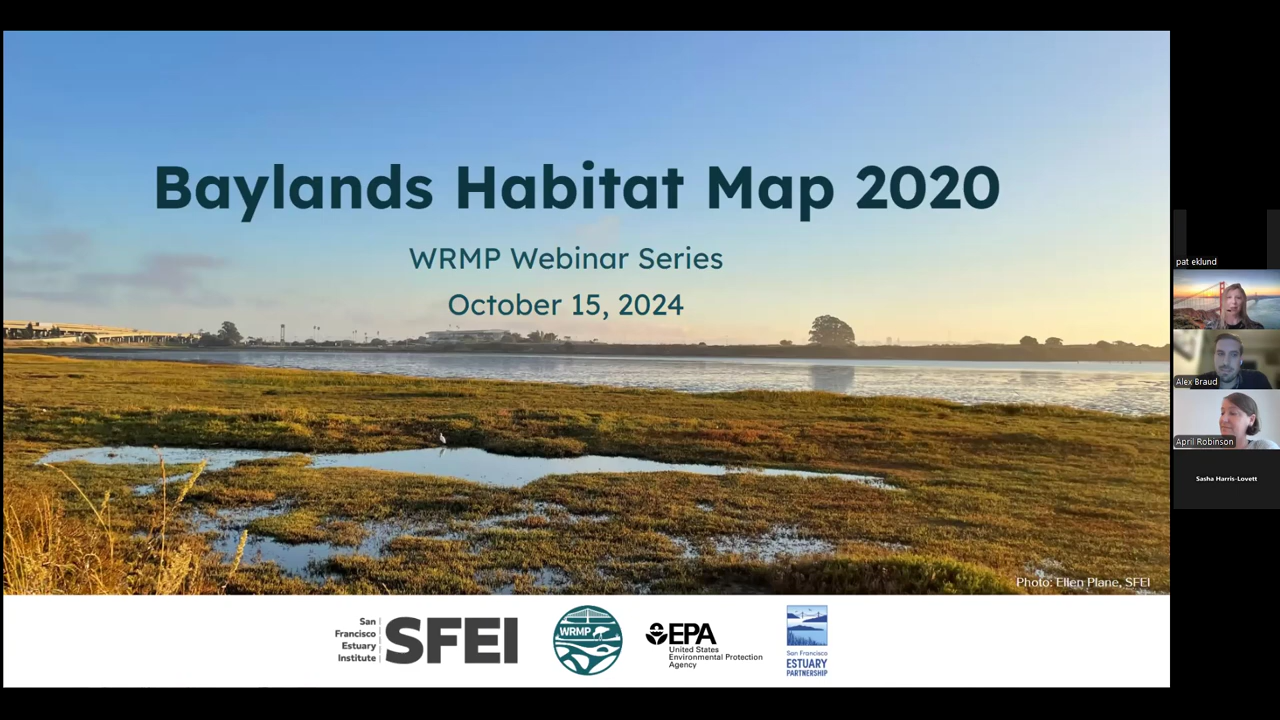 Baylands Habitat Map 2020
WRMP Webinar Series
October 15, 2024
Photo: Ellen Plane, SFEI
San
Francisco
Estuary
Institute
SFEI
WRMP
EPA
United States
Environmental Protection
Agency
San Francisco
ESTUARY
PARTNERSHIP
pat eklund
Alex Braud
April Robinson
Sasha Harris-Lovett